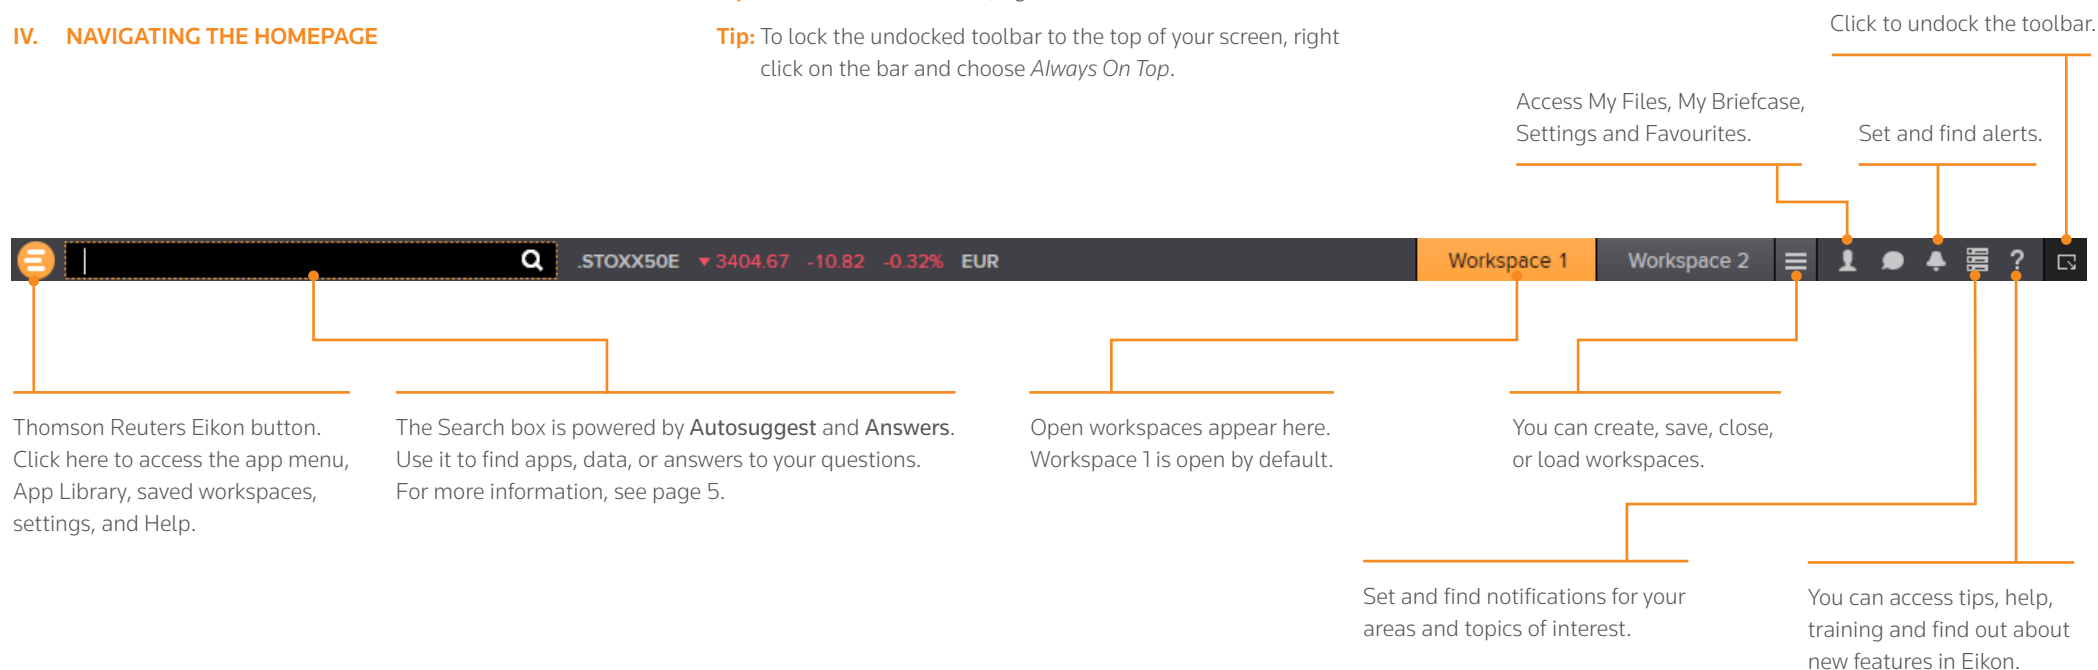 IV. NAVIGATING THE HOMEPAGE
Tip: To lock the undocked toolbar to the top of your screen, right
click on the bar and choose Always On Top.
Click to undock the toolbar.
Access My Files, My Briefcase,
Settings and Favourites.
Set and find alerts.
.STOXX50E ▼ 3404.67 -10.82 -0.32% EUR
Workspace 1
Workspace 2
?
Thomson Reuters Eikon button.
Click here to access the app menu,
App Library, saved workspaces,
settings, and Help.
The Search box is powered by Autosuggest and Answers.
Use it to find apps, data, or answers to your questions.
For more information, see page 5.
Open workspaces appear here.
Workspace 1 is open by default.
You can create, save, close,
or load workspaces.
Set and find notifications for your
areas and topics of interest.
You can access tips, help,
training and find out about
new features in Eikon.